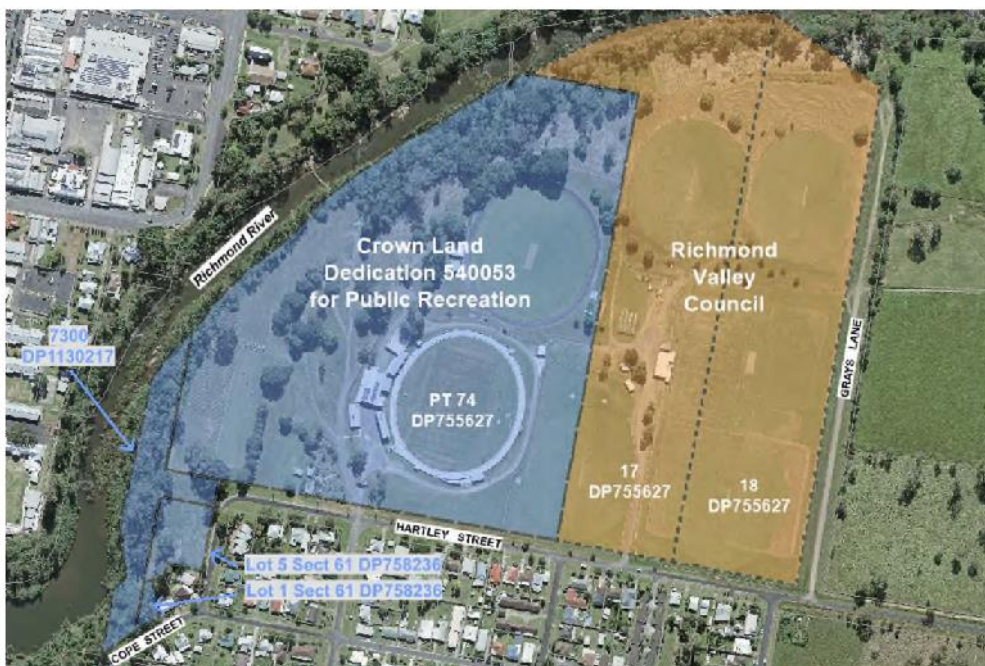 Richmond River
Crown Land
Dedication 540053
for Public Recreation
Richmond
Valley
Council
7300
DP1130217
PT 74
DP755627
17
DP755627
18
DP755627
GRAYS LANE
HARTLEY STREET
Lot 5 Sect 61 DP758236
Lot 1 Sect 61 DP758236
COPE STREET